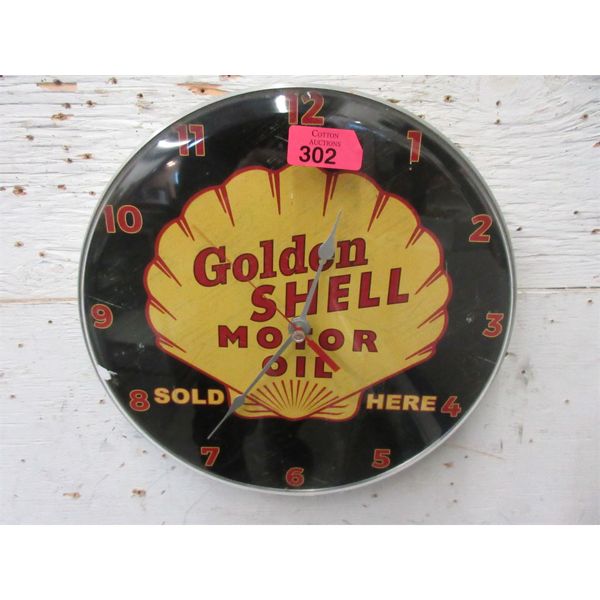 12
COTTON
AUCTIONS
302
11
1
10
2
Golden
SHELL
9
3
MOTOR
OIL
8
SOLD
HERE
4
7
5
6